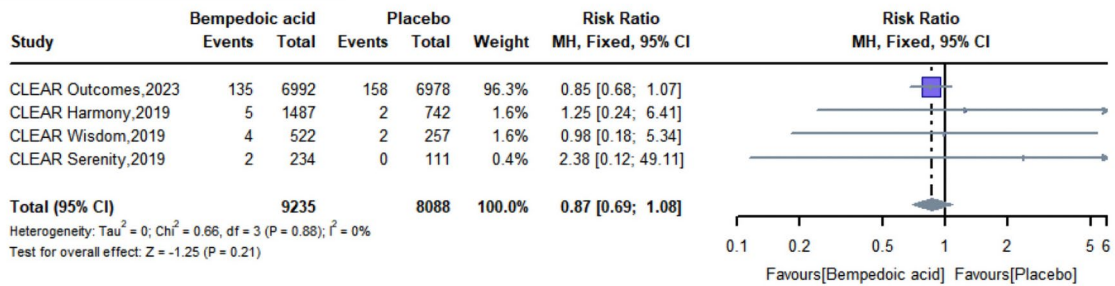 Bempedoic acid Placebo Risk Ratio Risk Ratio
Study Events Total Events Total Weight MH, Fixed, 95% CI MH, Fixed, 95% CI
CLEAR Outcomes,2023 135 6992 158 6978 96.3% 0.85 [0.68; 1.07]
CLEAR Harmony,2019 5 1487 2 742 1.6% 1.25 [0.24; 6.41]
CLEAR Wisdom,2019 4 522 2 257 1.6% 0.98 [0.18; 5.34]
CLEAR Serenity,2019 2 234 0 111 0.4% 2.38 [0.12; 49.11]
Total (95% CI) 9235 8088 100.0% 0.87 [0.69; 1.08]
Heterogeneity: Tau² = 0; Chi² = 0.66, df = 3 (P = 0.88); I² = 0%
Test for overall effect: Z = -1.25 (P = 0.21)
0.1 0.2 0.5 1 2 5 6
Favours[Bempedoic acid] Favours[Placebo]